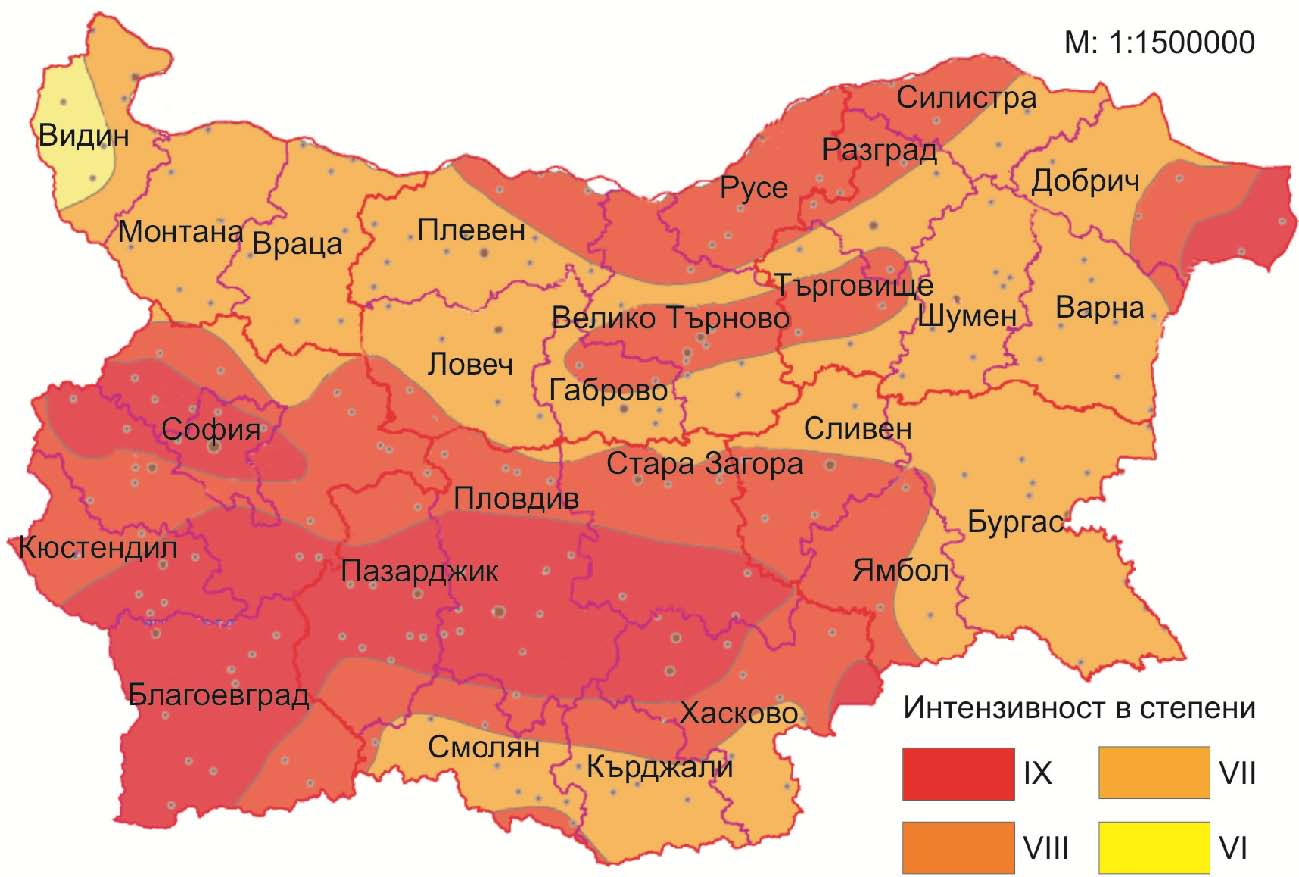 М: 1:1500000
Силистра
Видин
Разград
Русе
Добрич
Монтана
Враца
Плевен
Търговище
Велико Търново
Шумен
Варна
Ловеч
Габрово
София
Сливен
Стара Загора
Пловдив
Бургас
Кюстендил
Пазарджик
Ямбол
Благоевград
Хасково
Смолян
Кърджали
Интензивност в степени
IX
VII
VIII
VI